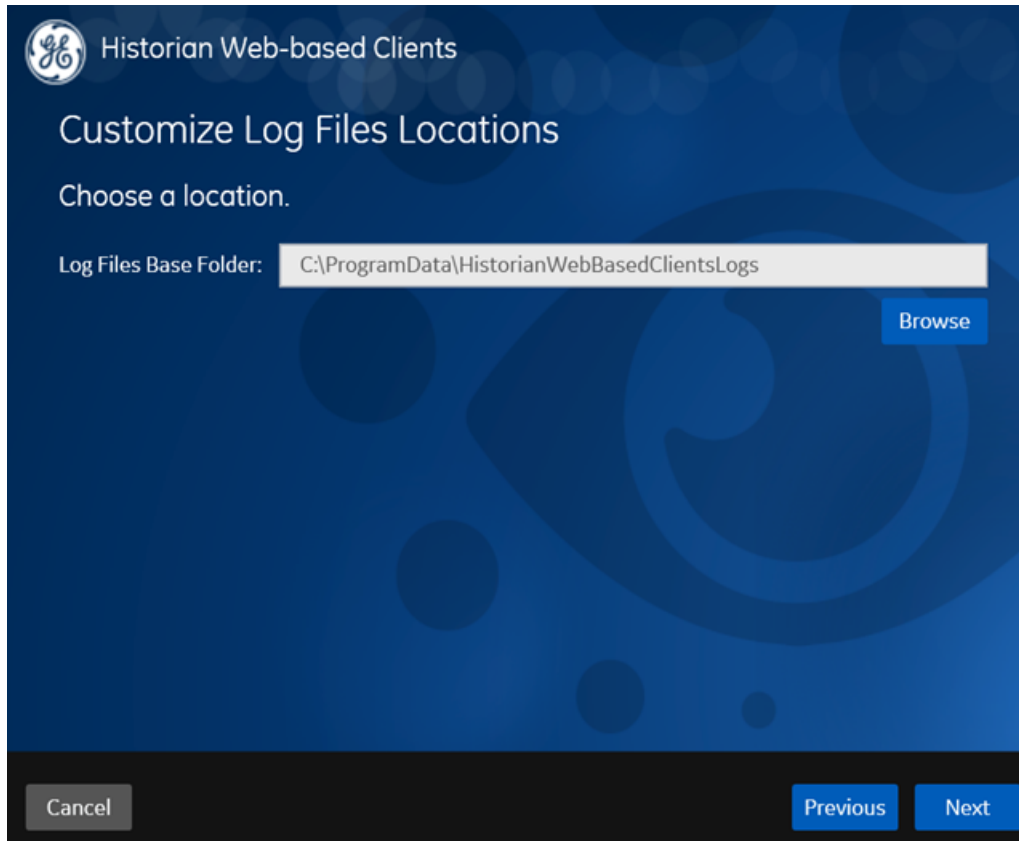 Historian Web-based Clients
Customize Log Files Locations
Choose a location.
Log Files Base Folder: C:\ProgramData\HistorianWebBasedClientsLogs
Browse
Cancel Previous Next